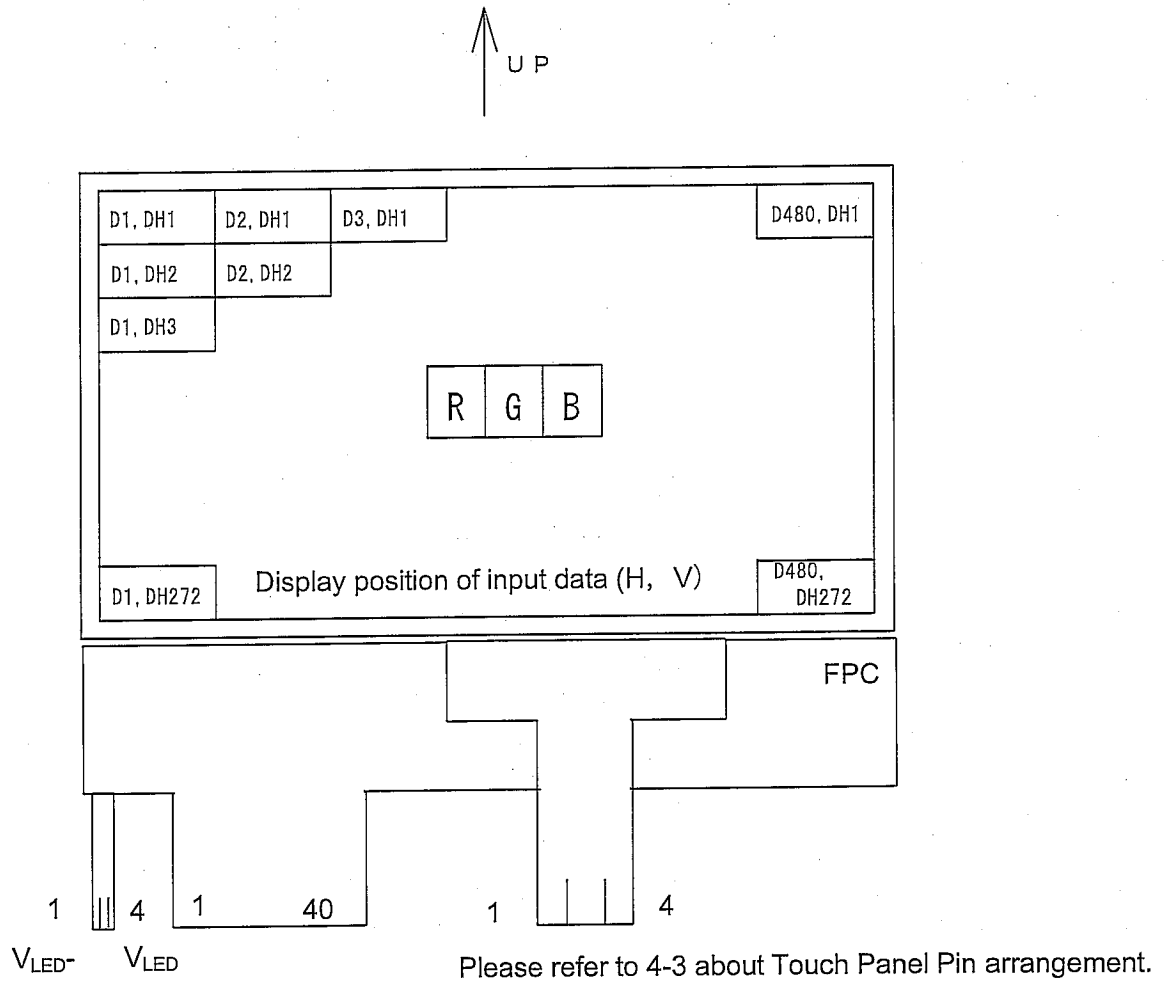 U P
D1, DH1 D2, DH1 D3, DH1 D480, DH1
D1, DH2 D2, DH2
D1, DH3
R G B
D1, DH272 Display position of input data (H, V) D480,
DH272
FPC
1 4 1 40 1 4
VLED- VLED
Please refer to 4-3 about Touch Panel Pin arrangement.